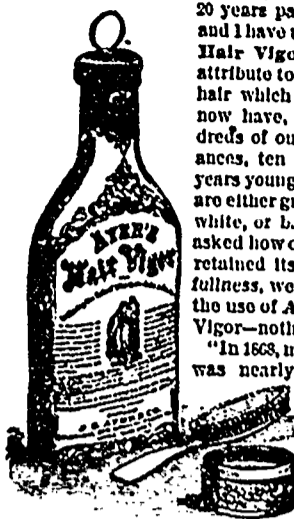 20 years pa
and I have t
Hair Vigo
attribute to
hair which
now have,
dreds of ou
ances, ten
years young
are either gr
white, or b
asked how o
retained its
fullness, we
the use of A
Vigor—noth
"In 1868, m
was nearly
AYER'S
Hair Vigor